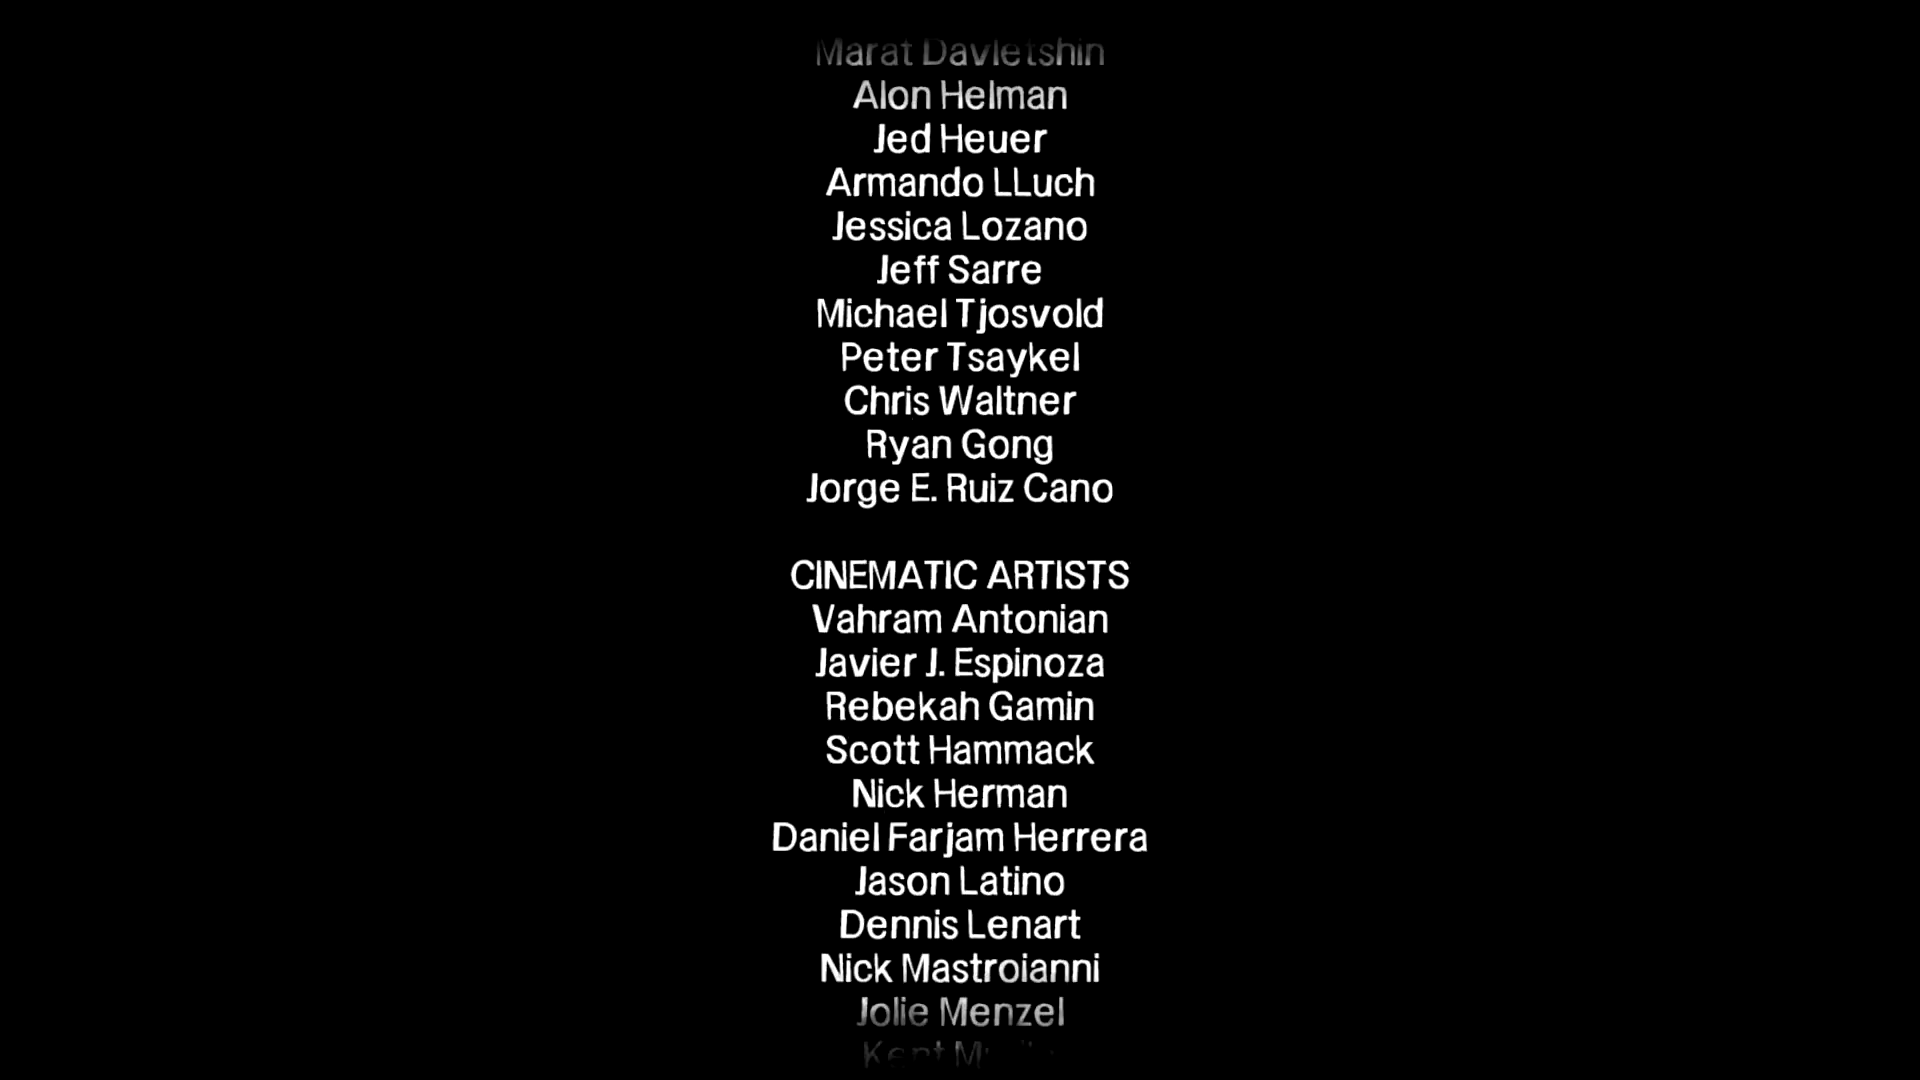 Marat Davletshin
Alon Helman
Jed Heuer
Armando LLuch
Jessica Lozano
Jeff Sarre
Michael Tjosvold
Peter Tsaykel
Chris Waltner
Ryan Gong
Jorge E. Ruiz Cano
CINEMATIC ARTISTS
Vahram Antonian
Javier J. Espinoza
Rebekah Gamin
Scott Hammack
Nick Herman
Daniel Farjam Herrera
Jason Latino
Dennis Lenart
Nick Mastroianni
Jolie Menzel
Kent